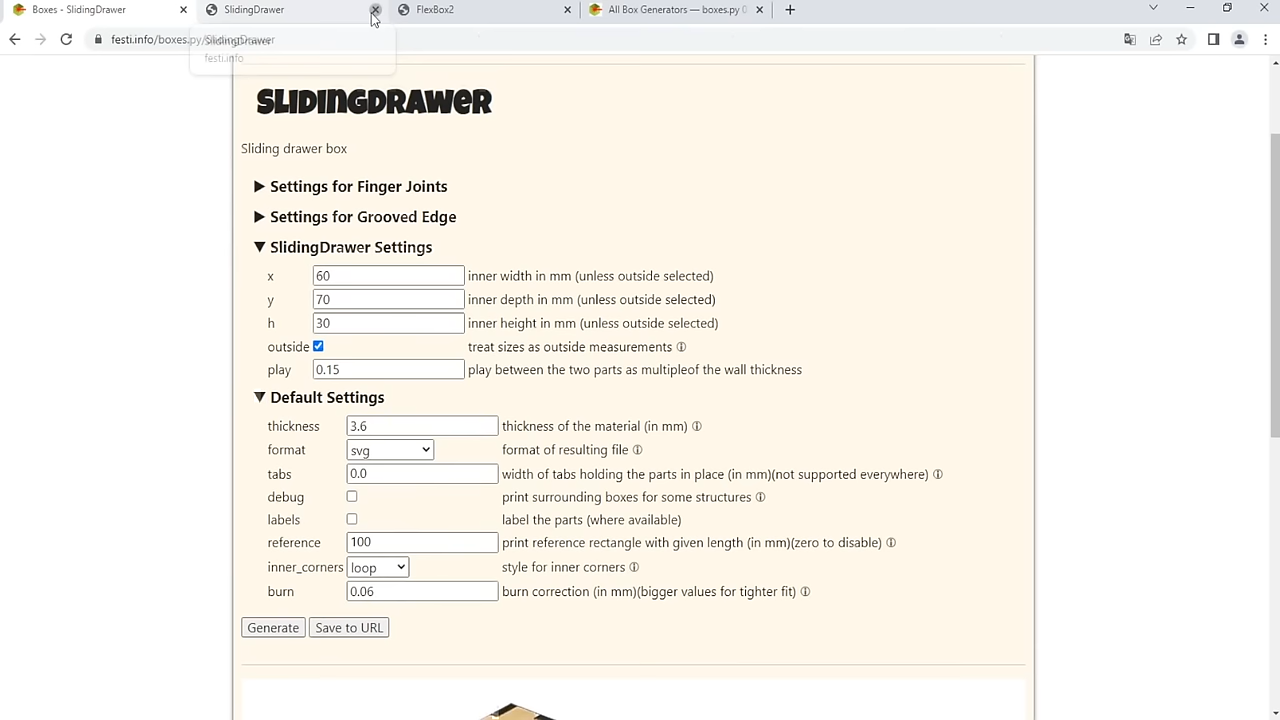 Boxes - SlidingDrawer
SlidingDrawer
FlexBox2
All Box Generators — boxes.py 0
festi.info/boxes.py/SlidingDrawer
SlidingDrawer
festi.info
SLIDINGDRAWER
Sliding drawer box
Settings for Finger Joints
Settings for Grooved Edge
SlidingDrawer Settings
x 60 inner width in mm (unless outside selected)
y 70 inner depth in mm (unless outside selected)
h 30 inner height in mm (unless outside selected)
outside treat sizes as outside measurements
play 0.15 play between the two parts as multipleof the wall thickness
Default Settings
thickness 3.6 thickness of the material (in mm)
format svg format of resulting file
tabs 0.0 width of tabs holding the parts in place (in mm)(not supported everywhere)
debug print surrounding boxes for some structures
labels label the parts (where available)
reference 100 print reference rectangle with given length (in mm)(zero to disable)
inner_corners loop style for inner corners
burn 0.06 burn correction (in mm)(bigger values for tighter fit)
Generate Save to URL